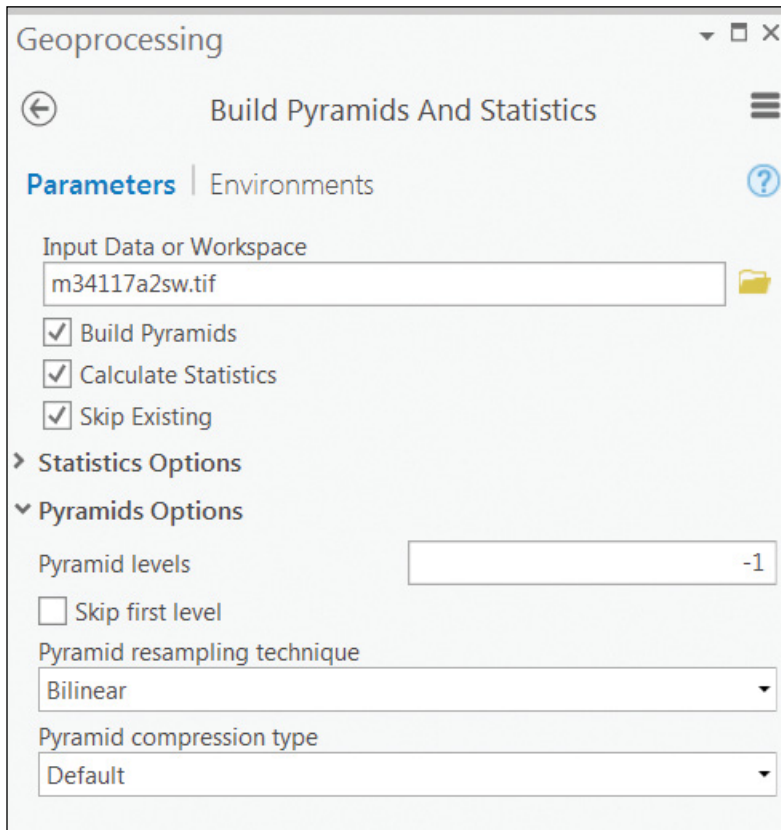 Geoprocessing
Build Pyramids And Statistics
Parameters | Environments
Input Data or Workspace
m34117a2sw.tif
Build Pyramids
Calculate Statistics
Skip Existing
Statistics Options
Pyramids Options
Pyramid levels -1
Skip first level
Pyramid resampling technique
Bilinear
Pyramid compression type
Default